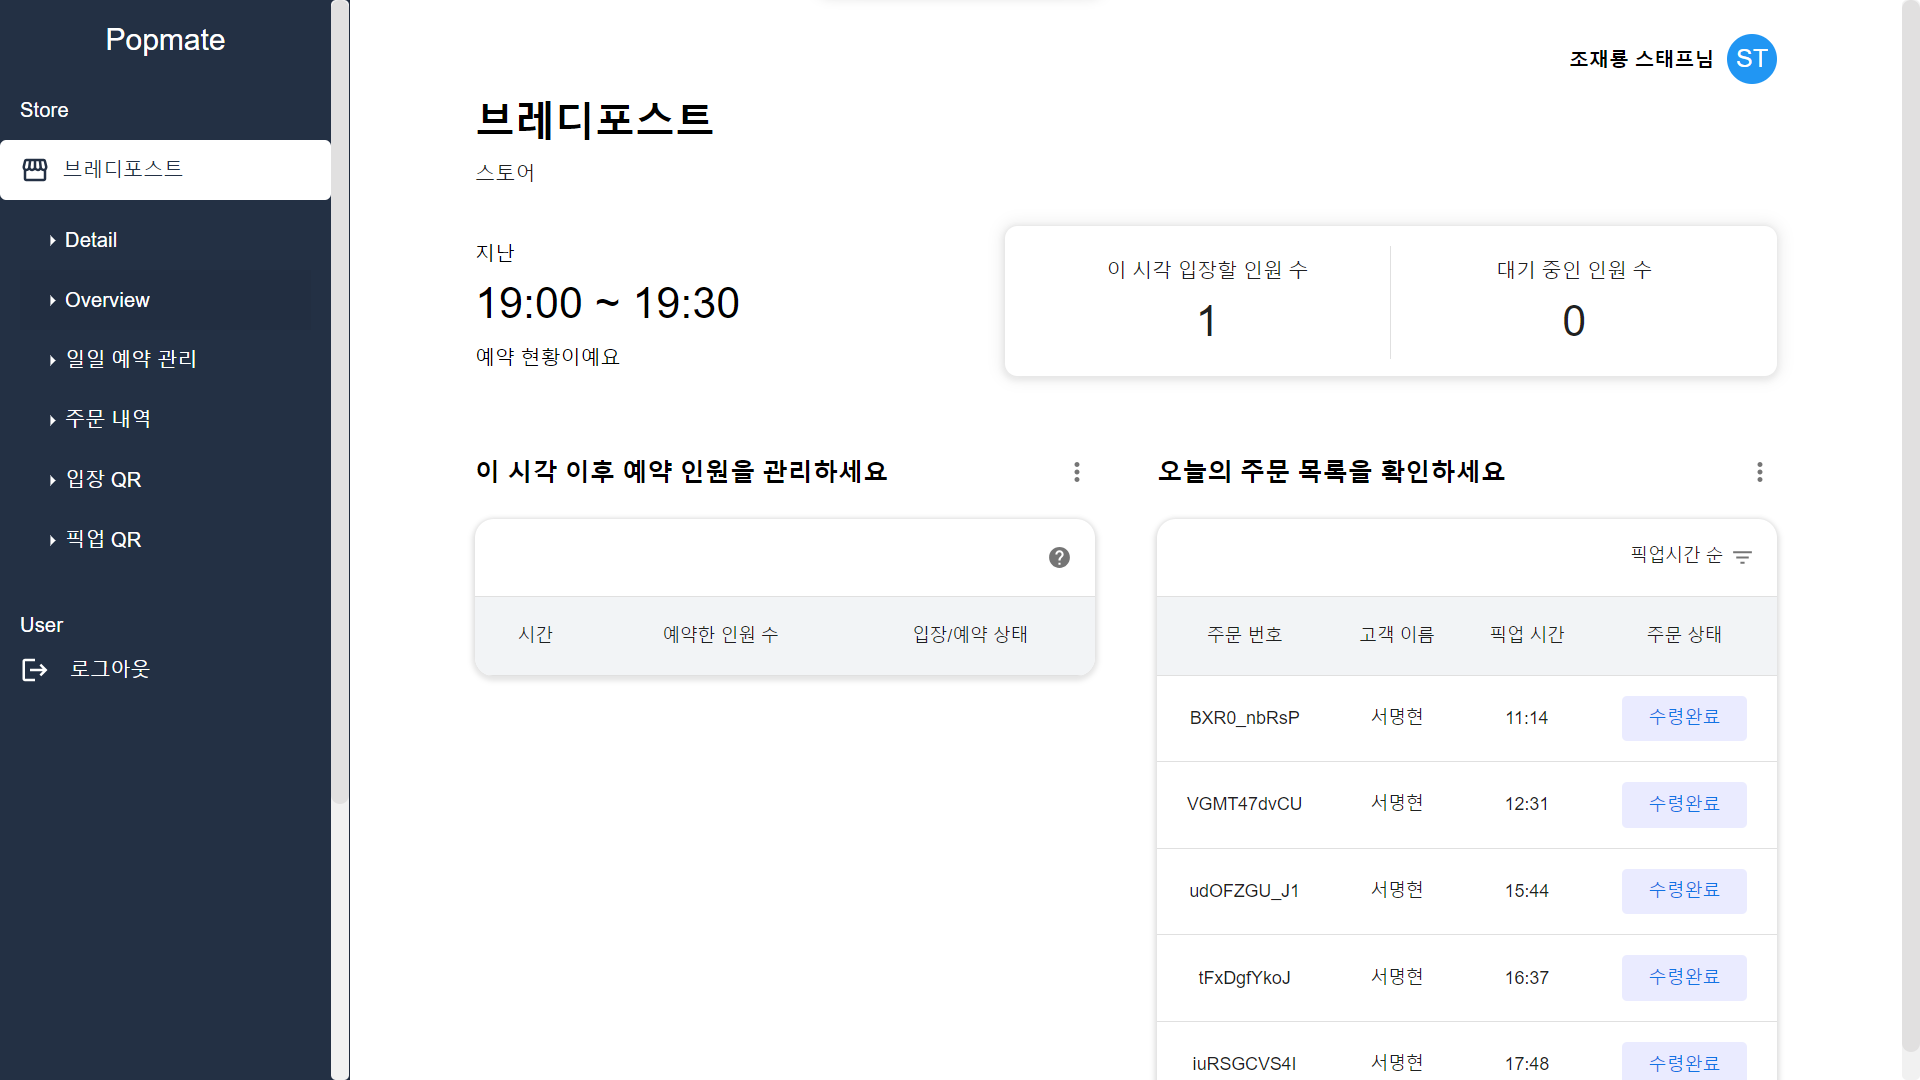 Popmate
Store
브레디포스트
Detail
Overview
일일 예약 관리
주문 내역
입장 QR
픽업 QR
User
로그아웃
조재룡 스태프님 ST
브레디포스트
스토어
지난
19:00 ~ 19:30
예약 현황이예요
이 시각 입장할 인원 수
1
대기 중인 인원 수
0
이 시각 이후 예약 인원을 관리하세요
시간 예약한 인원 수 입장/예약 상태
오늘의 주문 목록을 확인하세요
픽업시간 순
주문 번호 고객 이름 픽업 시간 주문 상태
BXR0_nbRsP 서명현 11:14 수령완료
VGMT47dvCU 서명현 12:31 수령완료
udOFZGU_J1 서명현 15:44 수령완료
tFxDgfYkoJ 서명현 16:37 수령완료
iuRSGCVS4I 서명현 17:48 수령완료